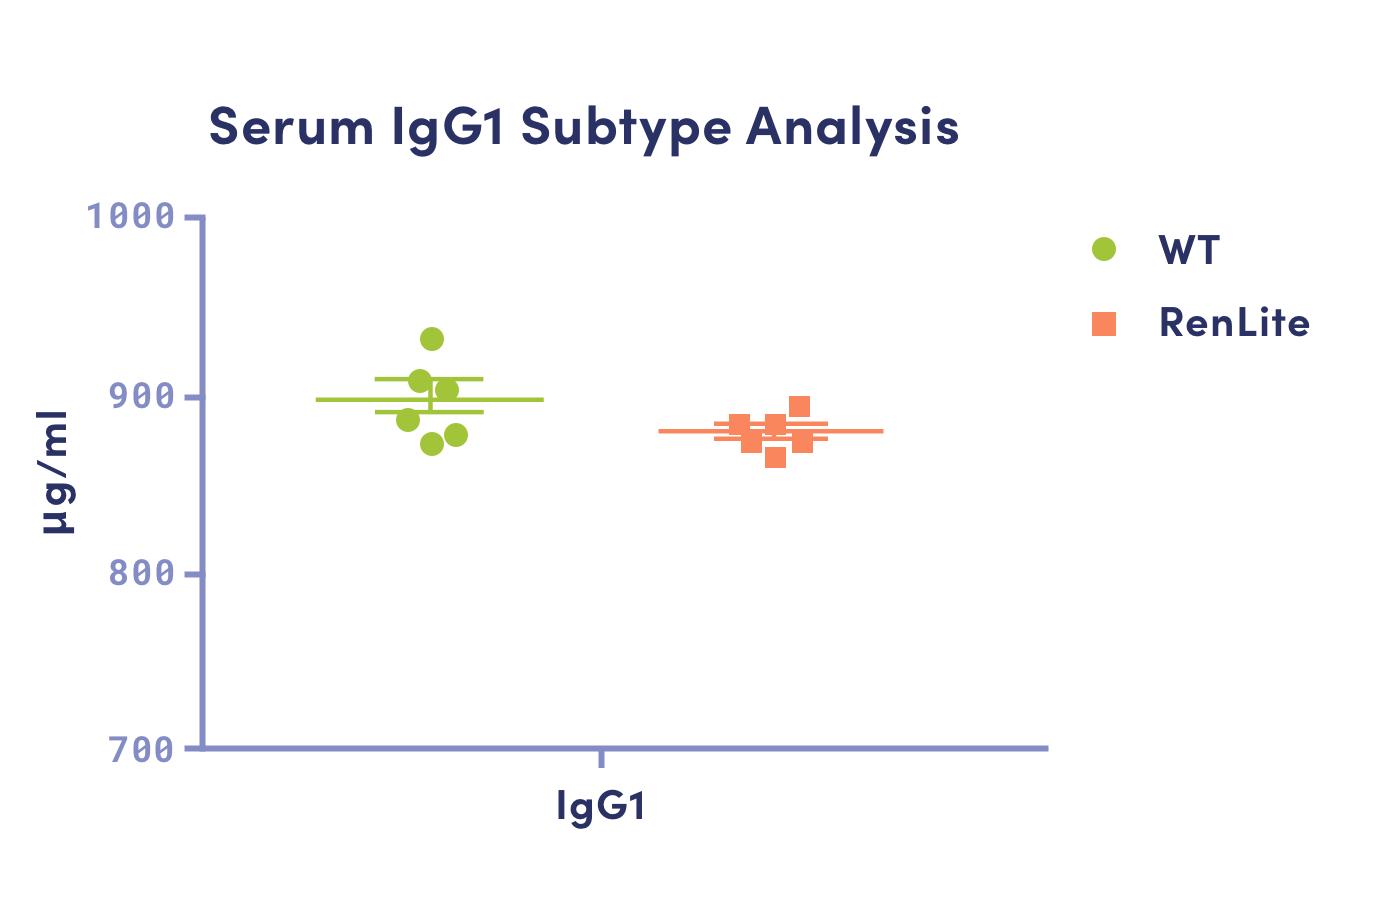 Serum IgG1 Subtype Analysis
1000
900
800
700
µg/ml
IgG1
WT
RenLite